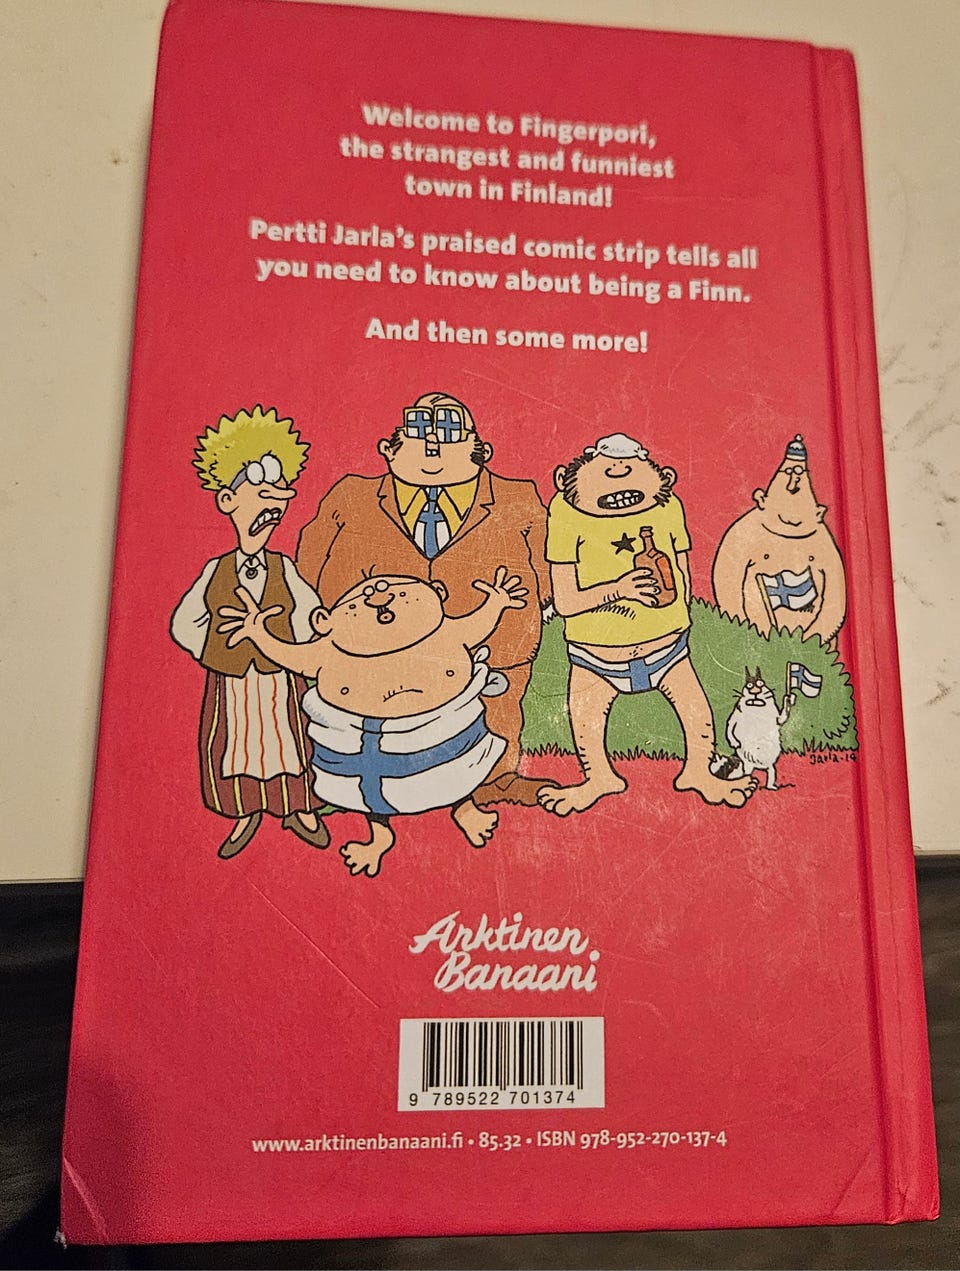 Welcome to Fingerpori,
the strangest and funniest
town in Finland!
Pertti Jarla's praised comic strip tells all
you need to know about being a Finn.
And then some more!
Jarla-14
Arktinen
Banaani
9 789522 701374
www.arktinenbanaani.fi • 85.32 • ISBN 978-952-270-137-4